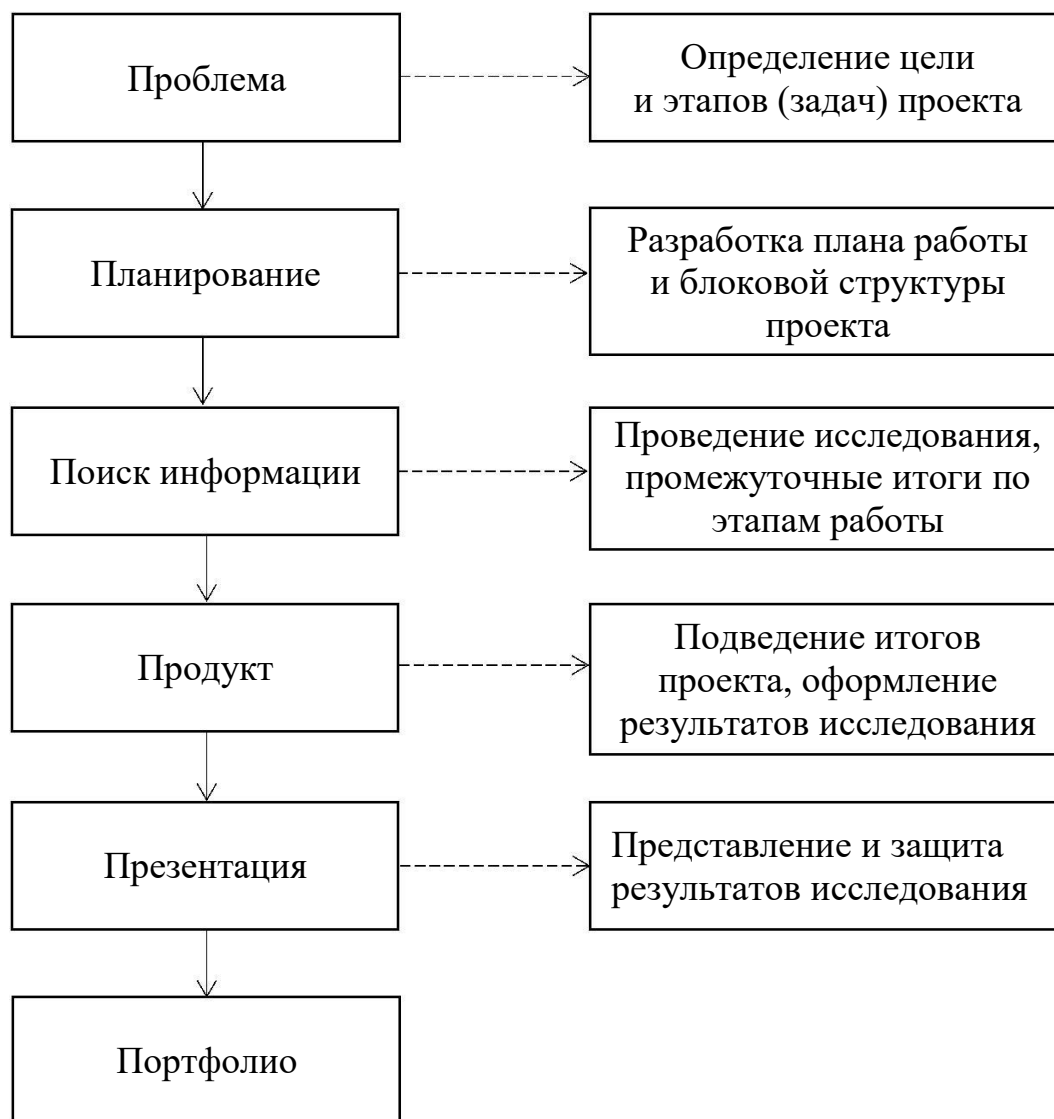 Проблема
Определение цели
и этапов (задач) проекта
Планирование
Разработка плана работы
и блоковой структуры
проекта
Поиск информации
Проведение исследования,
промежуточные итоги по
этапам работы
Продукт
Подведение итогов
проекта, оформление
результатов исследования
Презентация
Представление и защита
результатов исследования
Портфолио